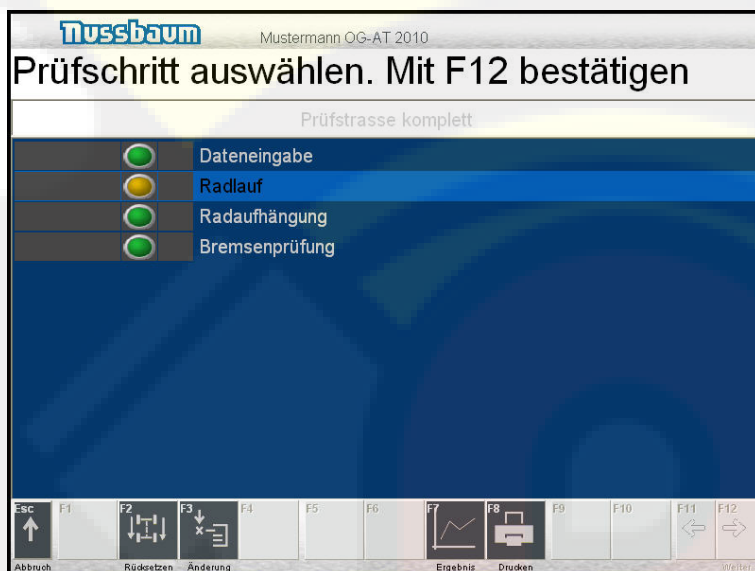 Nussbaum Mustermann OG-AT 2010
Prüfschritt auswählen. Mit F12 bestätigen
Prüfstrasse komplett
Dateneingabe
Radlauf
Radaufhängung
Bremsenprüfung
Esc F1 F2 F3 F4 F5 F6 F7 F8 F9 F10 F11 F12
Abbruch Rücksetzen Änderung Ergebnis Drucken Weiter